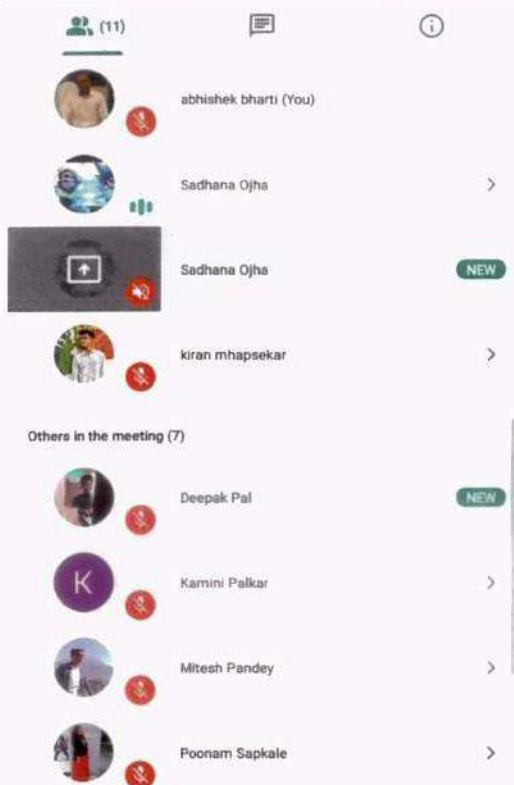 (11)
abhishek bharti (You)
Sadhana Ojha
Sadhana Ojha NEW
kiran mhapsekar
Others in the meeting (7)
Deepak Pal NEW
K Kamini Palkar
Mitesh Pandey
Poonam Sapkale